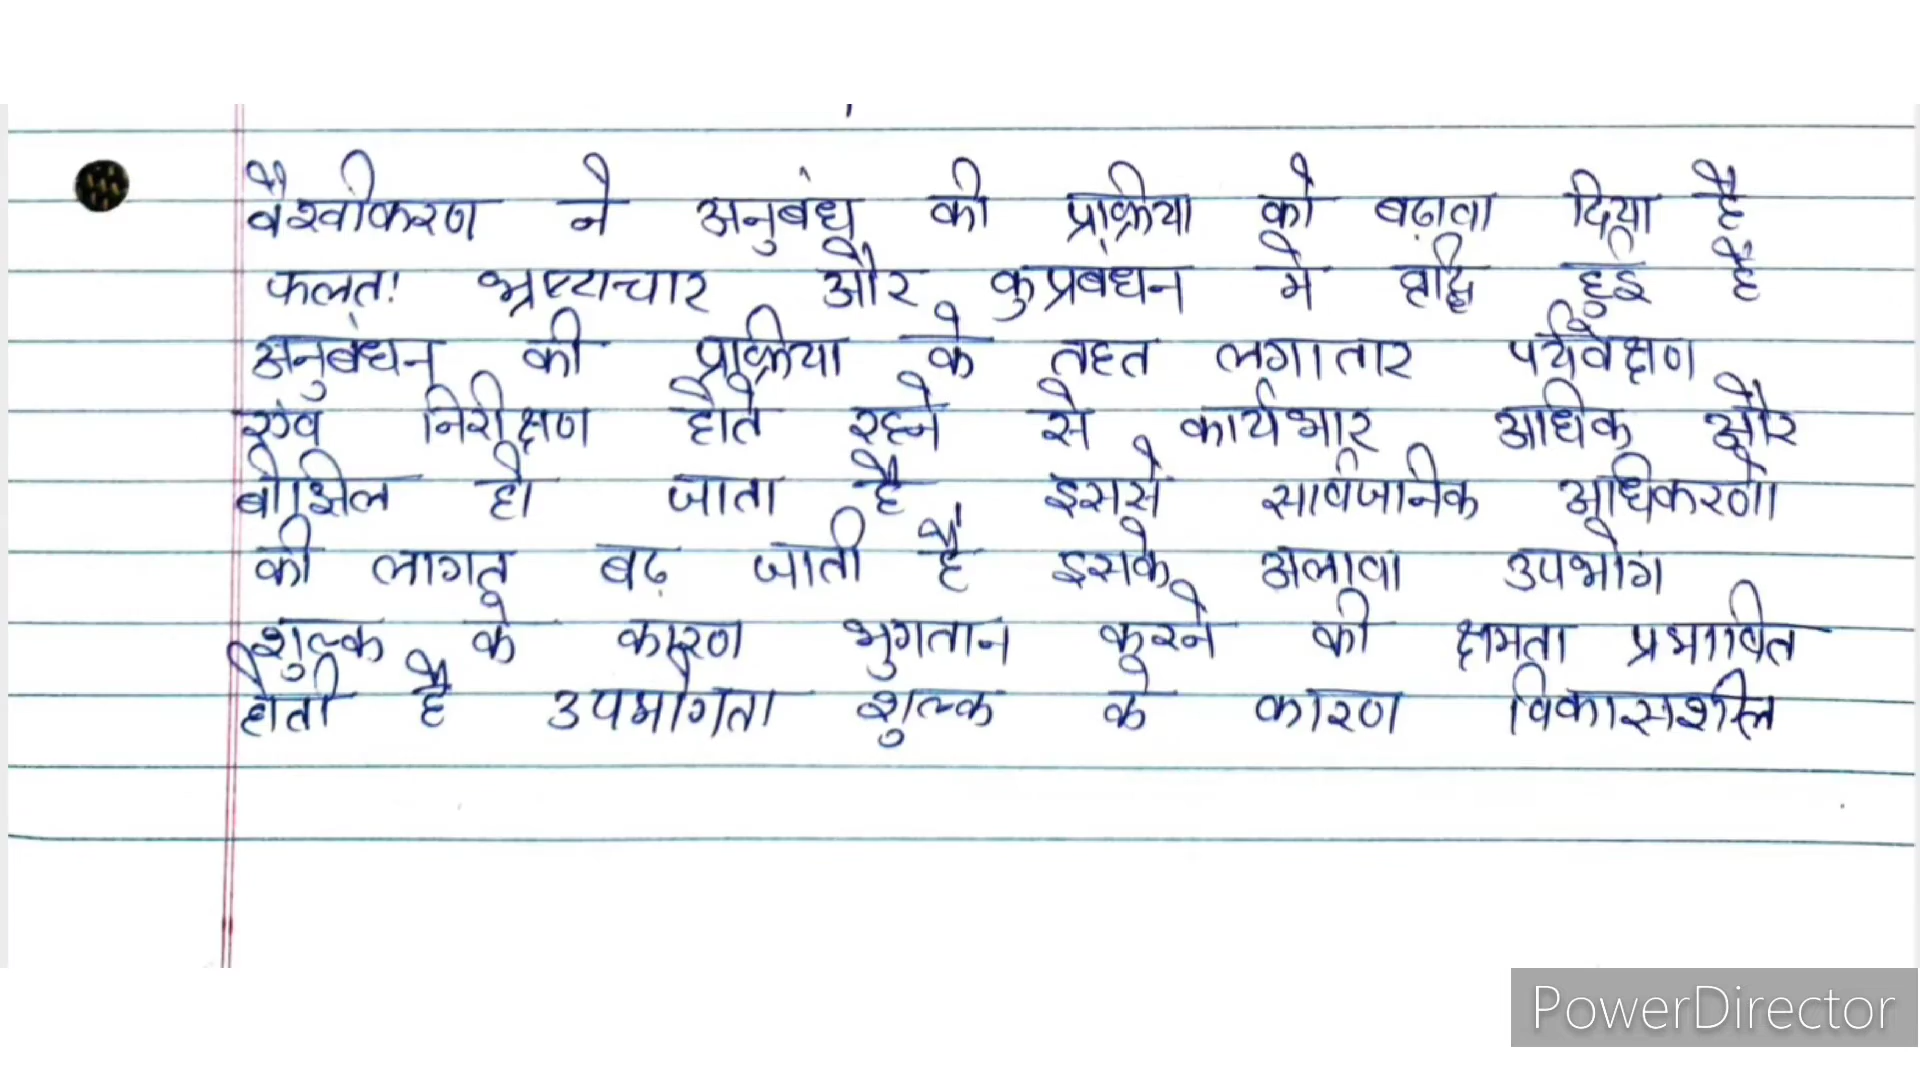 वैश्वीकरण ने अनुबंध की प्रक्रिया को बढ़ावा दिया है
फलत: भ्रष्टाचार और कुप्रबंधन मे वृद्धि हुई है
अनुबंधन की प्रक्रिया के तहत लगातार पर्यवेक्षण
एंव निरीक्षण होते रहने से कार्यभार अधिक और
बोझिल हो जाता है इससे सार्वजनिक अधिकरणो
की लागत बढ़ जाती है इसके अलावा उपभोग
शुल्क के कारण भुगतान करने की क्षमता प्रभावित
होती है उपभोगता शुल्क के कारण विकासशील
PowerDirector